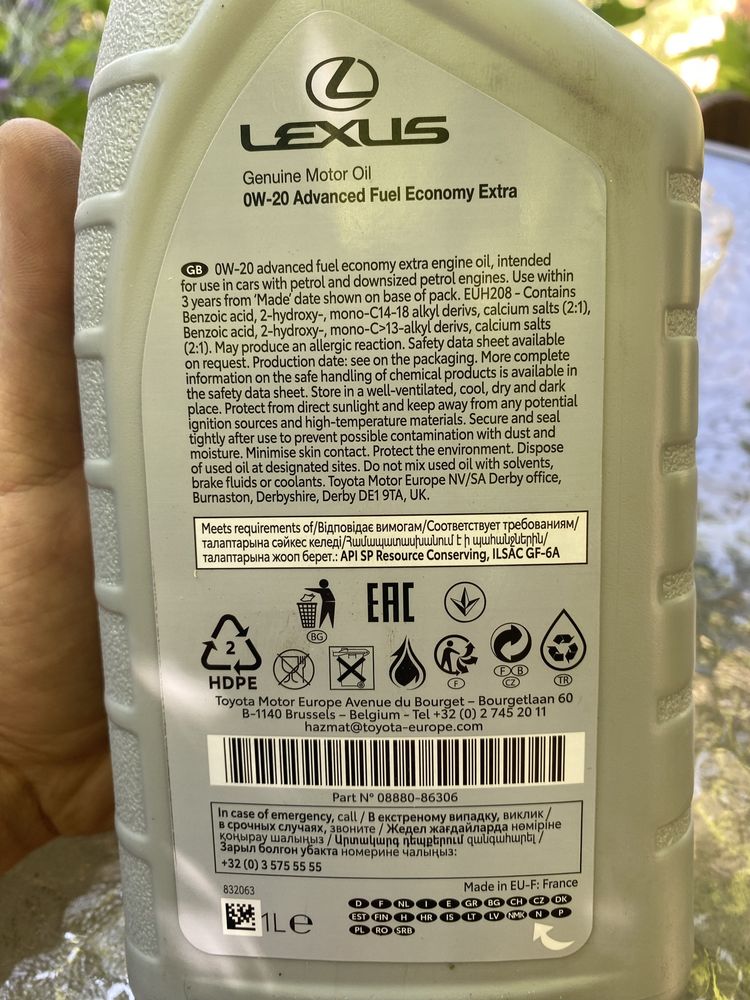 LEXUS
Genuine Motor Oil
0W-20 Advanced Fuel Economy Extra
GB 0W-20 advanced fuel economy extra engine oil, intended
for use in cars with petrol and downsized petrol engines. Use within
3 years from 'Made' date shown on base of pack. EUH208 - Contains
Benzoic acid, 2-hydroxy-, mono-C14-18 alkyl derivs, calcium salts (2:1),
Benzoic acid, 2-hydroxy-, mono-C>13-alkyl derivs, calcium salts
(2:1). May produce an allergic reaction. Safety data sheet available
on request. Production date: see on the packaging. More complete
information on the safe handling of chemical products is available in
the safety data sheet. Store in a well-ventilated, cool, dry and dark
place. Protect from direct sunlight and keep away from any potential
ignition sources and high-temperature materials. Secure and seal
tightly after use to prevent possible contamination with dust and
moisture. Minimise skin contact. Protect the environment. Dispose
of used oil at designated sites. Do not mix used oil with solvents,
brake fluids or coolants. Toyota Motor Europe NV/SA Derby office,
Burnaston, Derbyshire, Derby DE1 9TA, UK.
Meets requirements of/Відповідає вимогам/Соответствует требованиям/
талаптарына сәйкес келеді/Համապատասխանում է ի պահանջներին/
талаптарына жооп берет.: API SP Resource Conserving, ILSAC GF-6A
EAC
BG
2
HDPE
F
F B
CZ
TR
Toyota Motor Europe Avenue du Bourget – Bourgetlaan 60
B-1140 Brussels – Belgium - Tel +32 (0) 2 745 20 11
hazmat@toyota-europe.com
Part N° 08880-86306
In case of emergency, call / В екстреному випадку, виклик /
в срочных случаях, звоните / Жедел жағдайларда нөміріне
қоңырау шалыңыз / Արտակարգ դեպքերում զանգահարել /
Зарыл болгон убакта номерине чалыңыз:
+32 (0) 3 575 55 55
832063
Made in EU-F: France
1L e
D F NL I E GR BG CH CZ DK
EST FIN H HR IS LT LV NMK N P
PL RO SRB